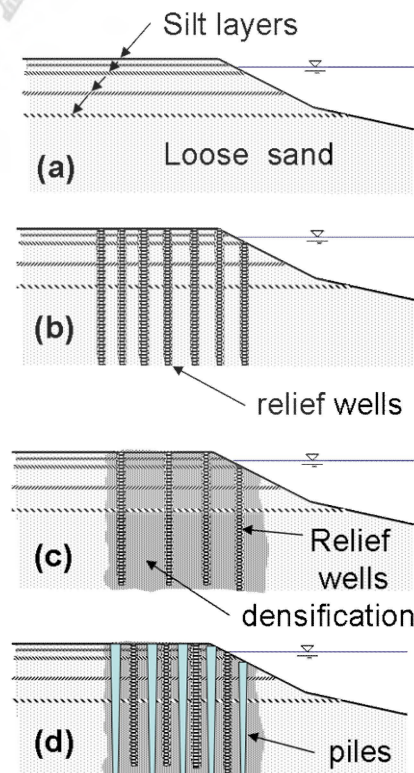 Silt layers
Loose sand
(a)
(b)
relief wells
(c)
Relief
wells
densification
(d)
piles